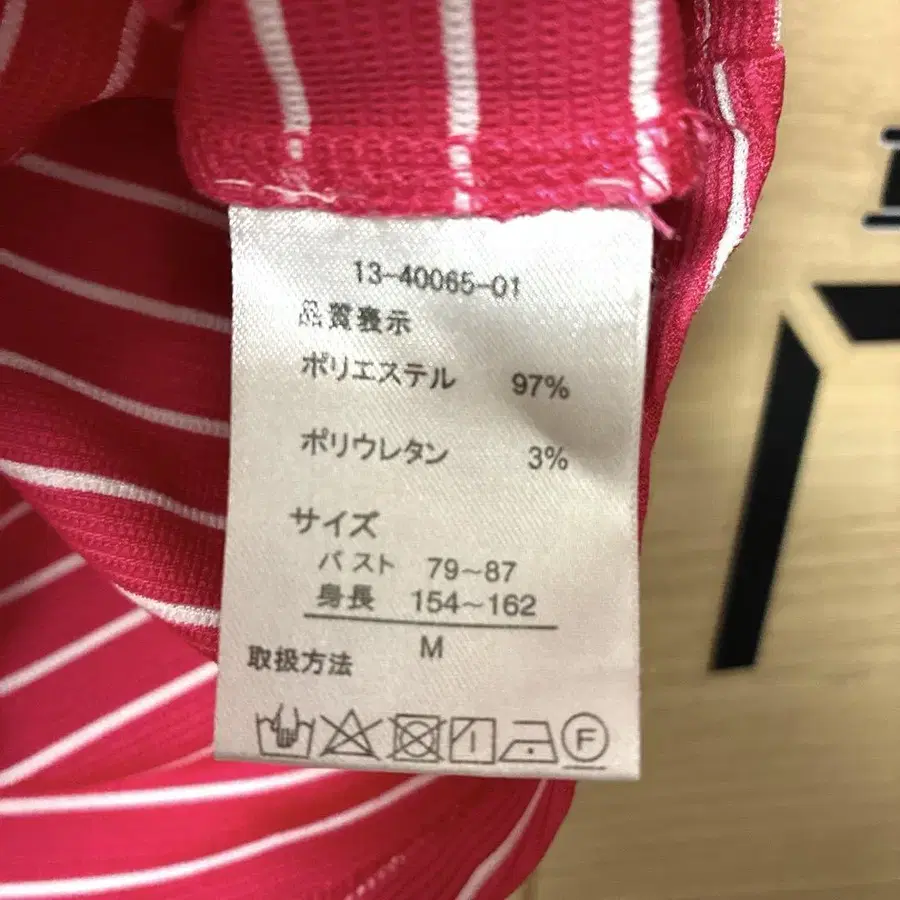 13-40065-01
品質表示
ポリエステル 97%
ポリウレタン 3%
サイズ
バスト 79~87
身長 154~162
M
取扱方法
F